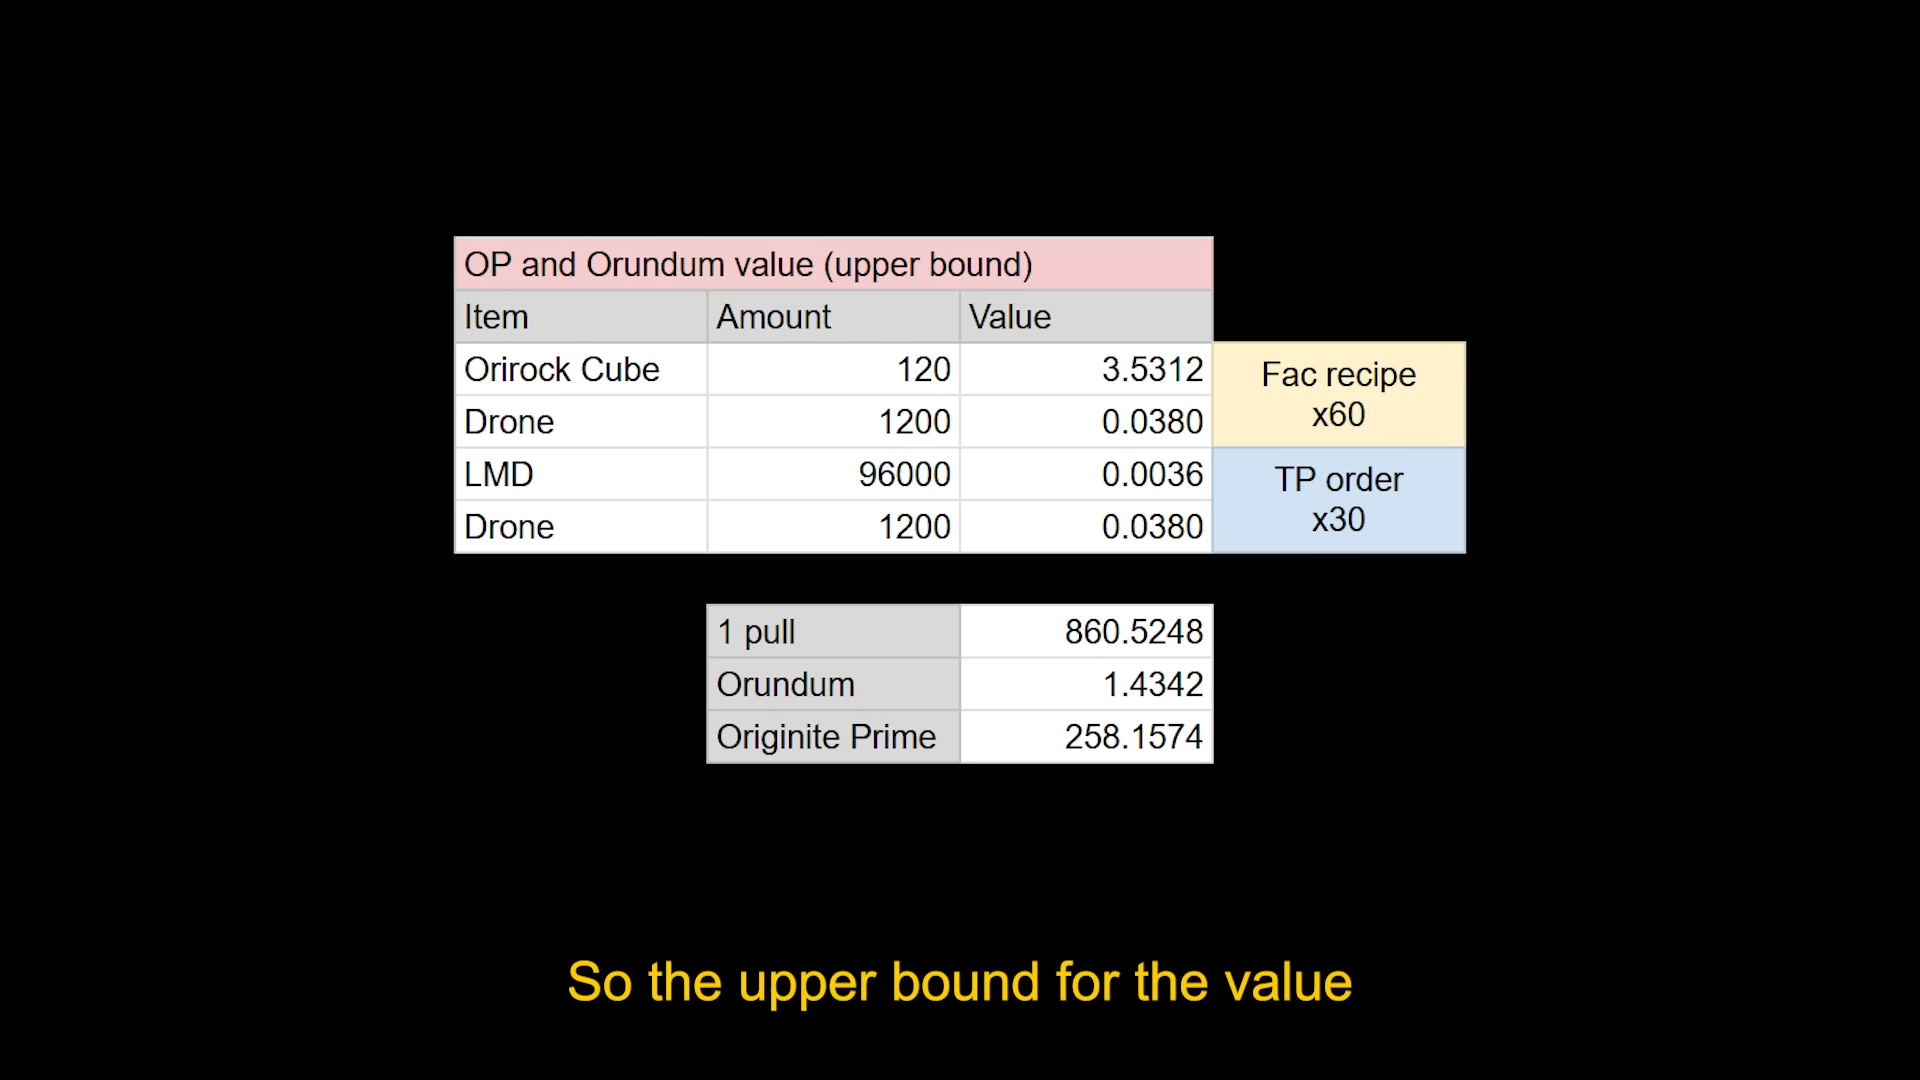 OP and Orundum value (upper bound)
Item Amount Value
Orirock Cube 120 3.5312
Drone 1200 0.0380
Fac recipe
x60
LMD 96000 0.0036
Drone 1200 0.0380
TP order
x30
1 pull 860.5248
Orundum 1.4342
Originite Prime 258.1574
So the upper bound for the value